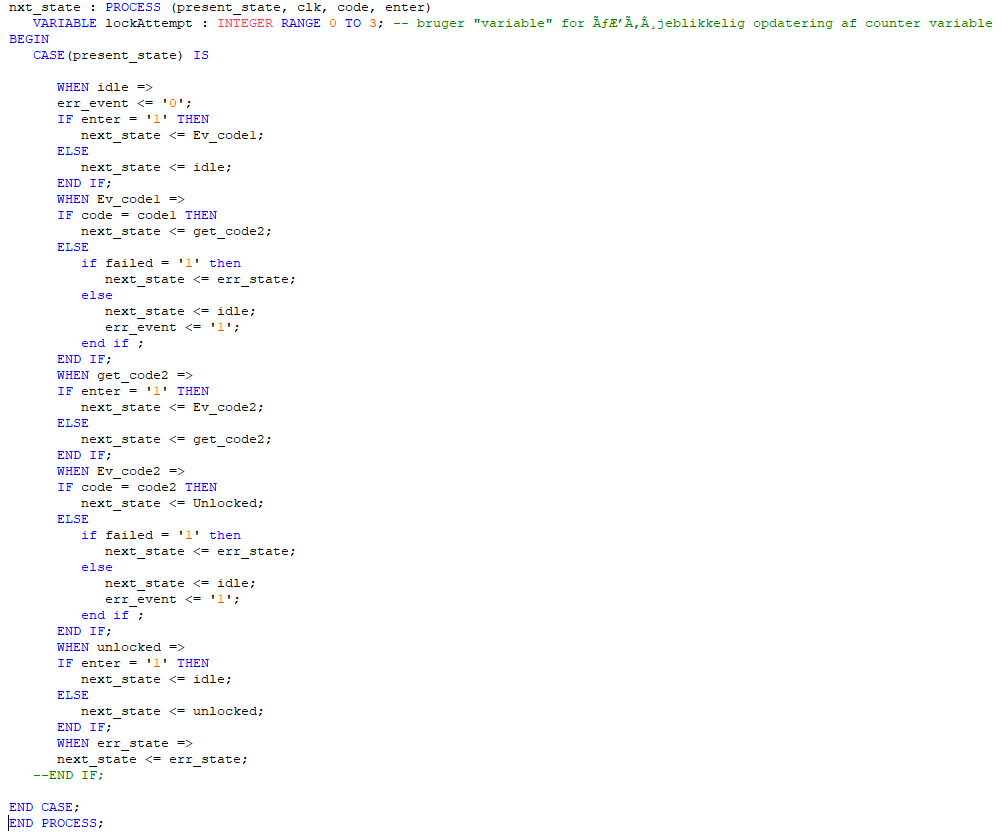 nxt_state : PROCESS (present_state, clk, code, enter)
VARIABLE lockAttempt : INTEGER RANGE 0 TO 3; -- bruger "variable" for ÃƒÆ’Ã‚Â¸jeblikkelig opdatering af counter variable
BEGIN
CASE(present_state) IS
WHEN idle =>
err_event <= '0';
IF enter = '1' THEN
next_state <= Ev_code1;
ELSE
next_state <= idle;
END IF;
WHEN Ev_code1 =>
IF code = code1 THEN
next_state <= get_code2;
ELSE
if failed = '1' then
next_state <= err_state;
else
next_state <= idle;
err_event <= '1';
end if ;
END IF;
WHEN get_code2 =>
IF enter = '1' THEN
next_state <= Ev_code2;
ELSE
next_state <= get_code2;
END IF;
WHEN Ev_code2 =>
IF code = code2 THEN
next_state <= Unlocked;
ELSE
if failed = '1' then
next_state <= err_state;
else
next_state <= idle;
err_event <= '1';
end if ;
END IF;
WHEN unlocked =>
IF enter = '1' THEN
next_state <= idle;
ELSE
next_state <= unlocked;
END IF;
WHEN err_state =>
next_state <= err_state;
--END IF;
END CASE;
END PROCESS;